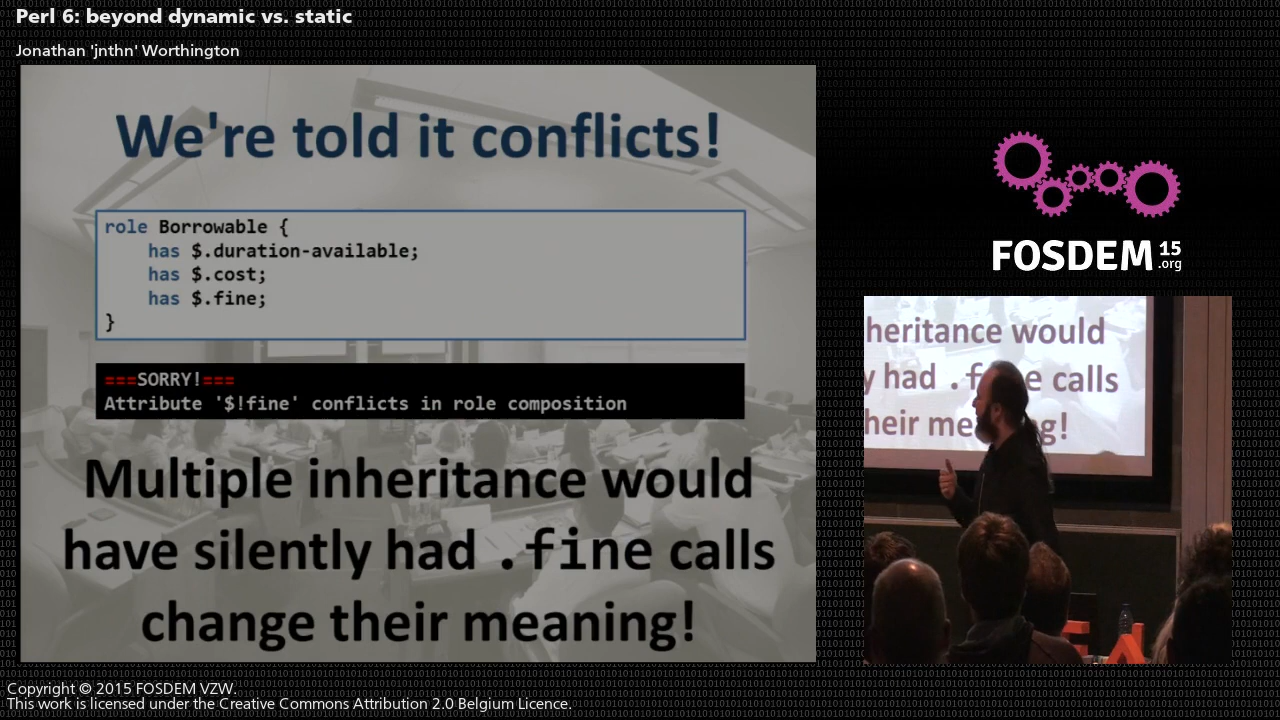 Perl 6: beyond dynamic vs. static
Jonathan 'jnthn' Worthington
We're told it conflicts!
role Borrowable {
    has $.duration-available;
    has $.cost;
    has $.fine;
}
===SORRY!===
Attribute '$!fine' conflicts in role composition
Multiple inheritance would
have silently had .fine calls
change their meaning!
FOSDEM 15
.org
heritance would
y had .f e calls
heir me g!
Copyright © 2015 FOSDEM VZW.
This work is licensed under the Creative Commons Attribution 2.0 Belgium Licence.